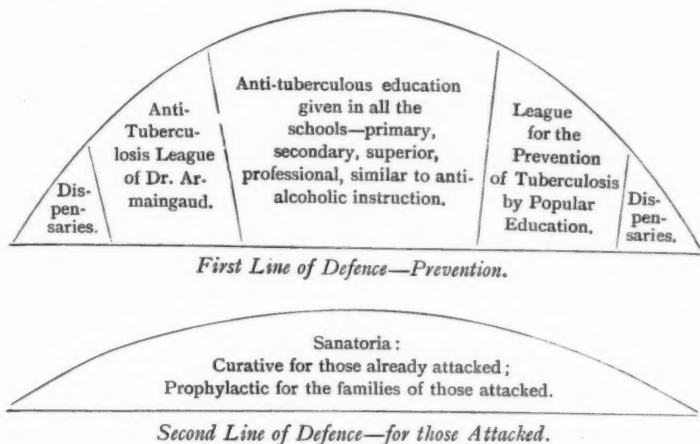 Dis-
pen-
saries.
Anti-
Tubercu-
losis League
of Dr. Ar-
maingaud.
Anti-tuberculous education
given in all the
schools—primary,
secondary, superior,
professional, similar to anti-
alcoholic instruction.
League
for the
Prevention
of Tuberculosis
by Popular
Education.
Dis-
pen-
saries.
First Line of Defence—Prevention.
Sanatoria :
Curative for those already attacked ;
Prophylactic for the families of those attacked.
Second Line of Defence—for those Attacked.